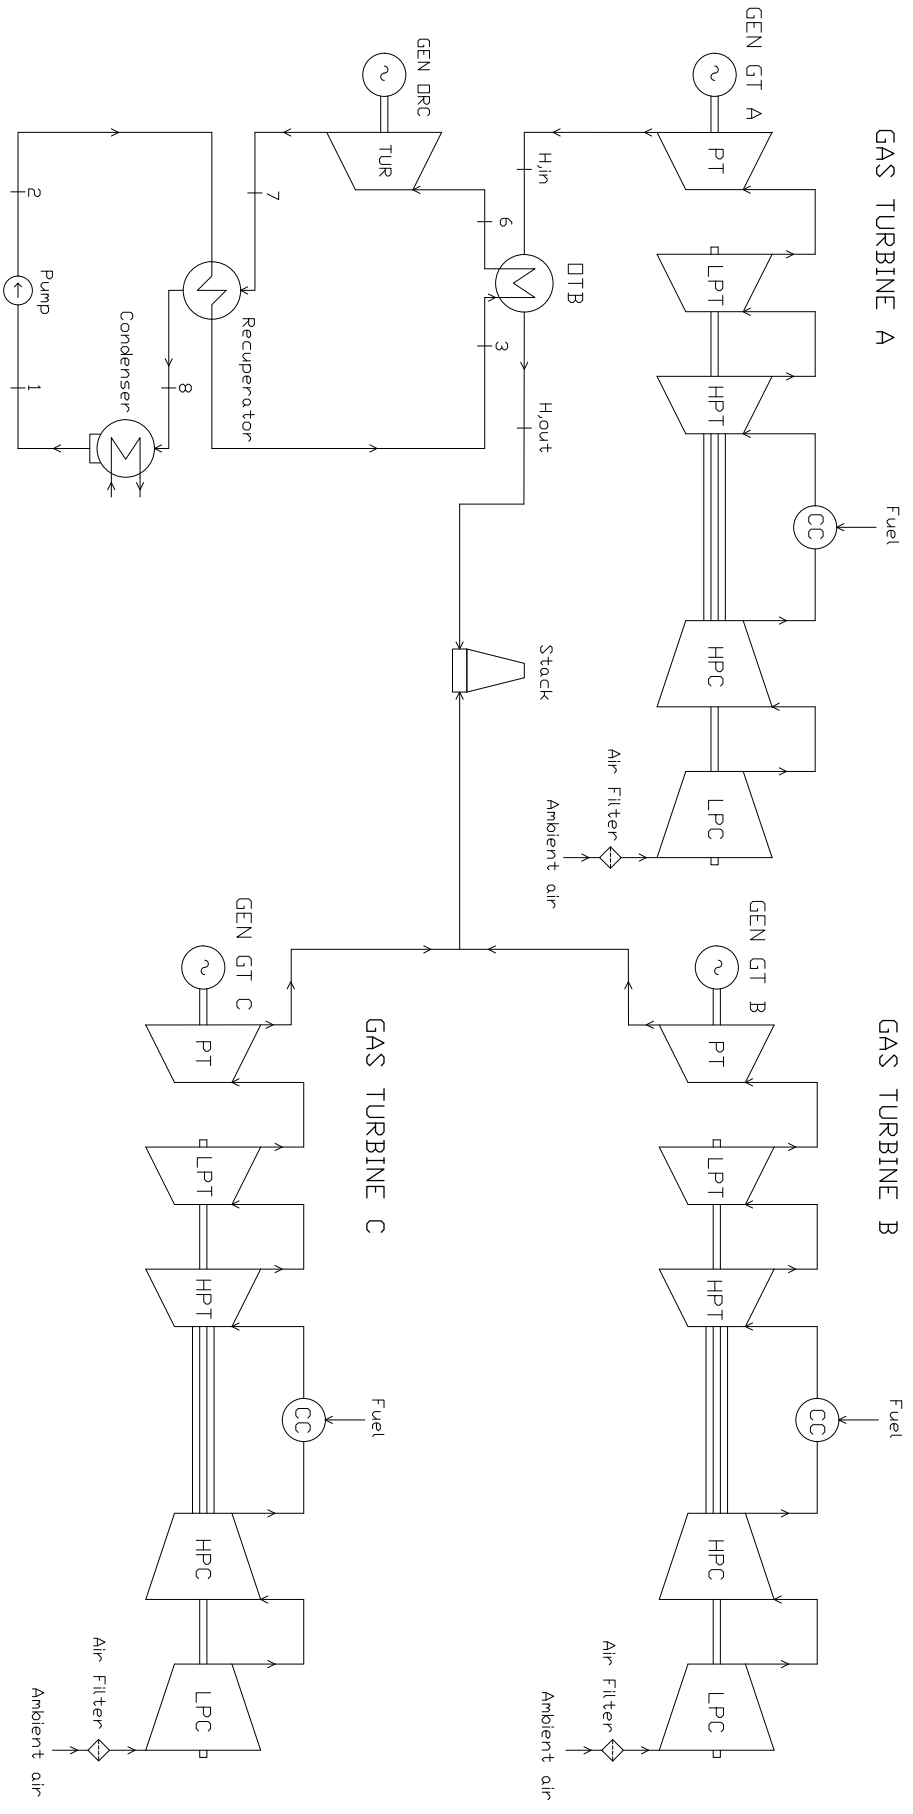 GAS TURBINE A
GEN GT A
PT
LPT
HPT
CC
Fuel
HPC
LPC
Air Filter
Ambient air
GAS TURBINE B
GEN GT B
PT
LPT
HPT
CC
Fuel
HPC
LPC
Air Filter
Ambient air
GEN ORC
TUR
H,in
OTB
H,out
6
3
7
Recuperator
8
Condenser
2
Pump
1
Stack
GAS TURBINE C
GEN GT C
PT
LPT
HPT
CC
Fuel
HPC
LPC
Air Filter
Ambient air